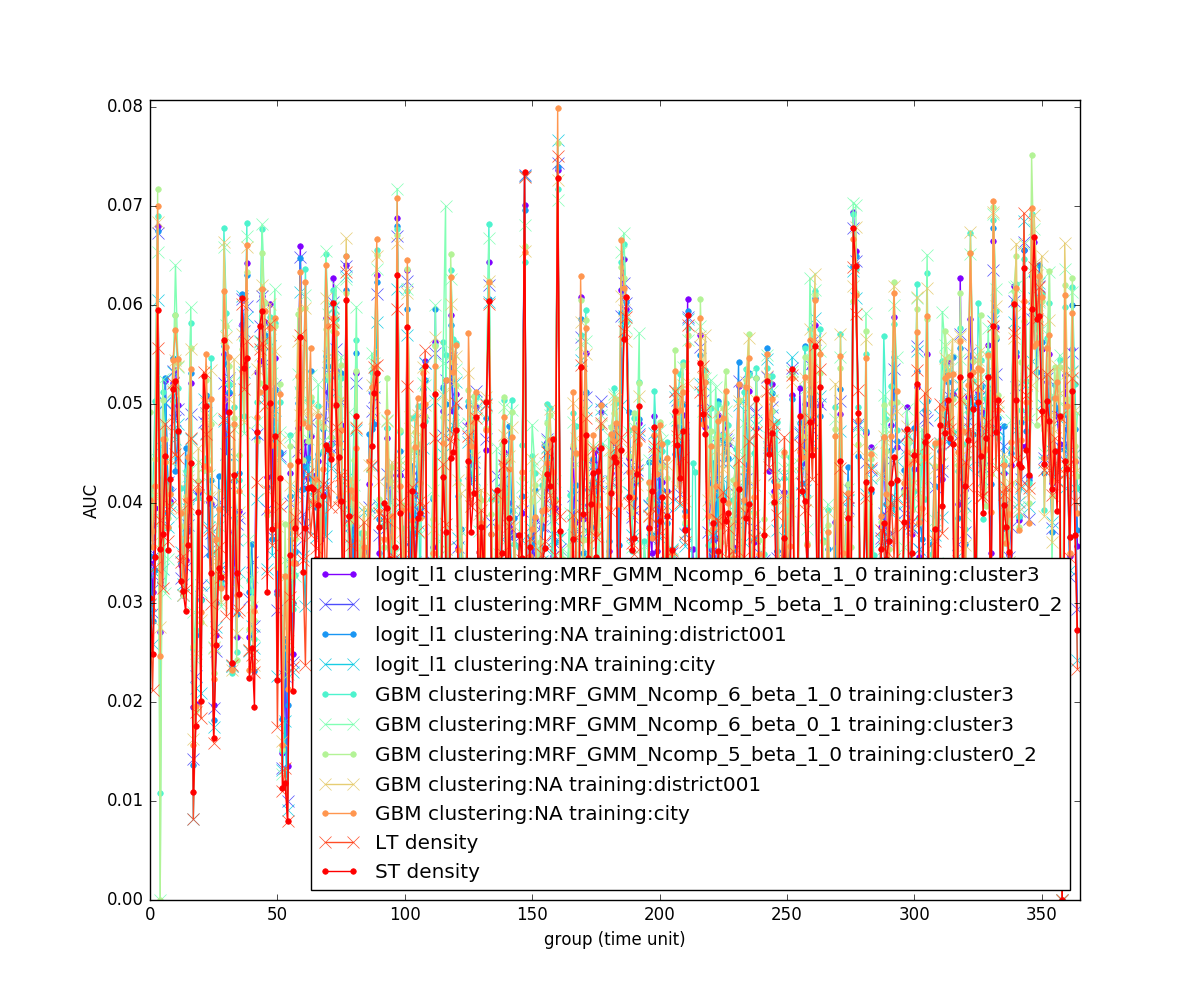 0.08
0.07
0.06
0.05
0.04
0.03
0.02
0.01
0.00
AUC
logit_l1 clustering:MRF_GMM_Ncomp_6_beta_1_0 training:cluster3
logit_l1 clustering:MRF_GMM_Ncomp_5_beta_1_0 training:cluster0_2
logit_l1 clustering:NA training:district001
logit_l1 clustering:NA training:city
GBM clustering:MRF_GMM_Ncomp_6_beta_1_0 training:cluster3
GBM clustering:MRF_GMM_Ncomp_6_beta_0_1 training:cluster3
GBM clustering:MRF_GMM_Ncomp_5_beta_1_0 training:cluster0_2
GBM clustering:NA training:district001
GBM clustering:NA training:city
LT density
ST density
0 50 100 150 200 250 300 350
group (time unit)